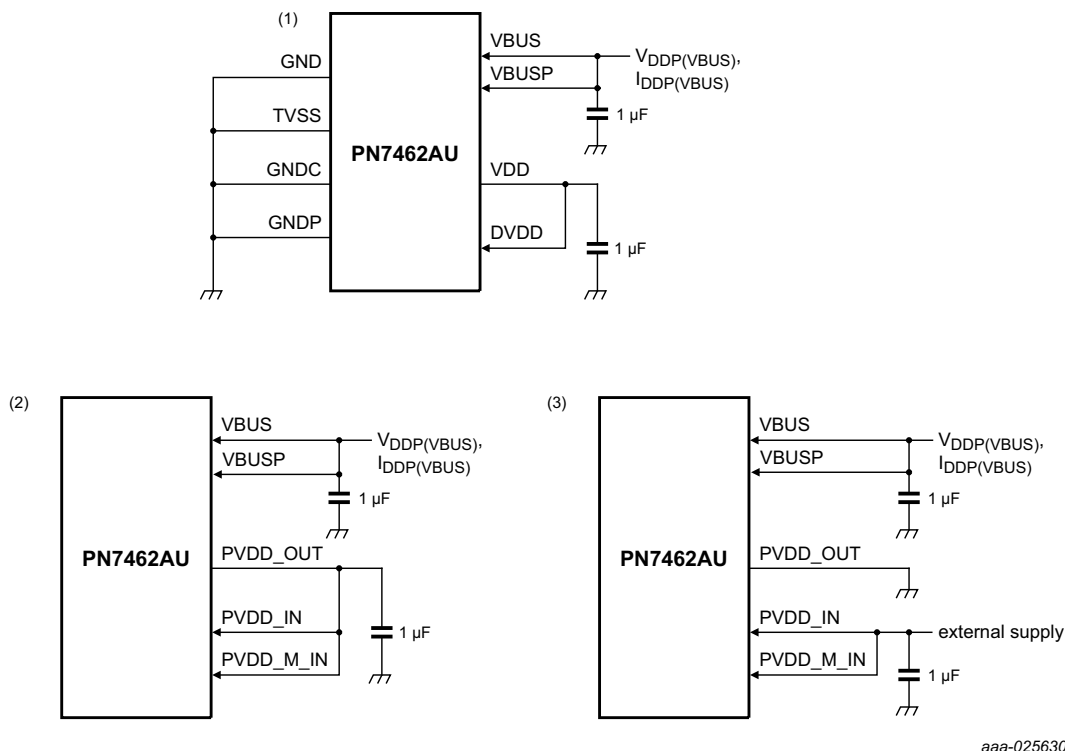 (1)
GND
TVSS
GNDC
GNDP
PN7462AU
VBUS
VBUSP
VDDP(VBUS),
IDDP(VBUS)
1 µF
VDD
DVDD
1 µF
(2)
PN7462AU
VBUS
VBUSP
VDDP(VBUS),
IDDP(VBUS)
1 µF
PVDD_OUT
PVDD_IN
PVDD_M_IN
1 µF
(3)
PN7462AU
VBUS
VBUSP
VDDP(VBUS),
IDDP(VBUS)
1 µF
PVDD_OUT
PVDD_IN
PVDD_M_IN
external supply
1 µF
aaa-025630